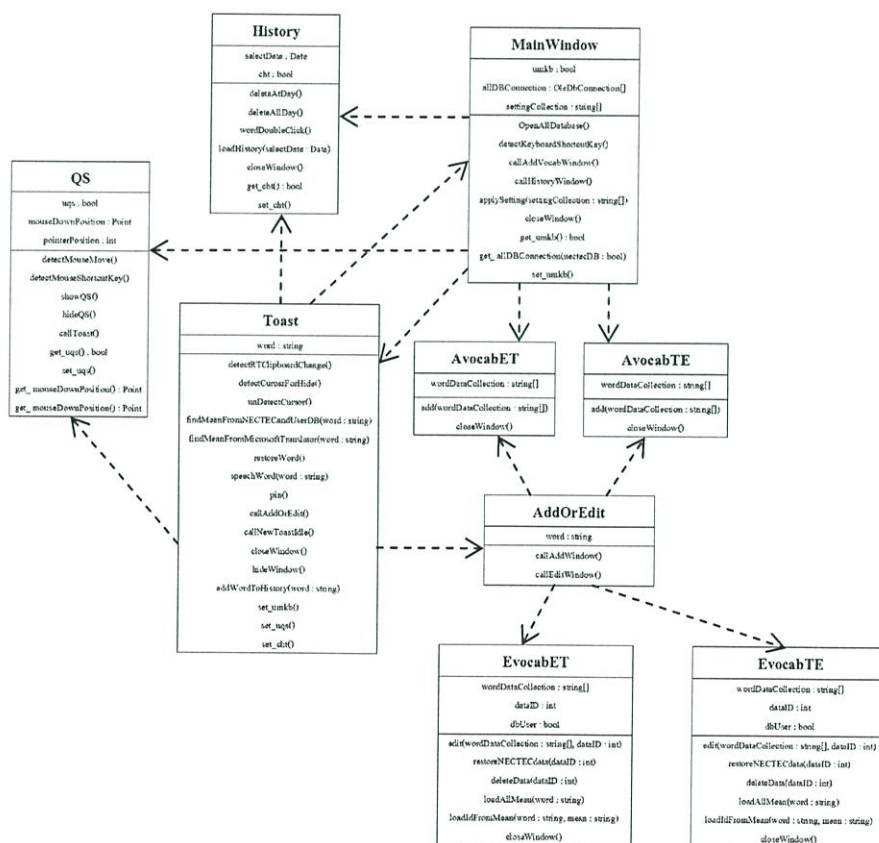 History
selectDate : Date
cht : bool
deleteAtDay()
deleteAllDay()
wordDoubleClick()
loadHistory(selectDate : Date)
closeWindow()
get_cht() : bool
set_cht()
MainWindow
umkb : bool
allDBConnection : OleDbConnection[]
settingCollection : string[]
OpenAllDatabase()
detectKeyboardShortcutKey()
callAddVocabWindow()
callHistoryWindow()
applySetting(settingCollection : string[])
closeWindow()
get_umkb() : bool
get_allDBConnection(nectecDB : bool)
set_umkb()
QS
uqs : bool
mouseDownPosition : Point
pointerPosition : int
detectMouseMove()
detectMouseShortcutKey()
showQS()
hideQS()
callToast()
get_uqs() : bool
set_uqs()
get_mouseDownPosition() : Point
get_mouseDownPosition() : Point
Toast
word : string
detectRTClipboardChange()
detectCursorForHide()
unDetectCursor()
findMeanFromNECTECandUserDB(word : string)
findMeanFromMicrosoftTranslator(word : string)
restoreWord()
speechWord(word : string)
pin()
callAddOrEdit()
callNewToastIdle()
closeWindow()
hideWindow()
addWordToHistory(word : string)
set_umkb()
set_uqs()
set_cht()
AvocabET
wordDataCollection : string[]
add(wordDataCollection : string[])
closeWindow()
AvocabTE
wordDataCollection : string[]
add(wordDataCollection : string[])
closeWindow()
AddOrEdit
word : string
callAddWindow()
callEditWindow()
EvocabET
wordDataCollection : string[]
dataID : int
dbUser : bool
edit(wordDataCollection : string[], dataID : int)
restoreNECTECdata(dataID : int)
deleteData(dataID : int)
loadAllMean(word : string)
loadIdFromMean(word : string, mean : string)
closeWindow()
EvocabTE
wordDataCollection : string[]
dataID : int
dbUser : bool
edit(wordDataCollection : string[], dataID : int)
restoreNECTECdata(dataID : int)
deleteData(dataID : int)
loadAllMean(word : string)
loadIdFromMean(word : string, mean : string)
closeWindow()